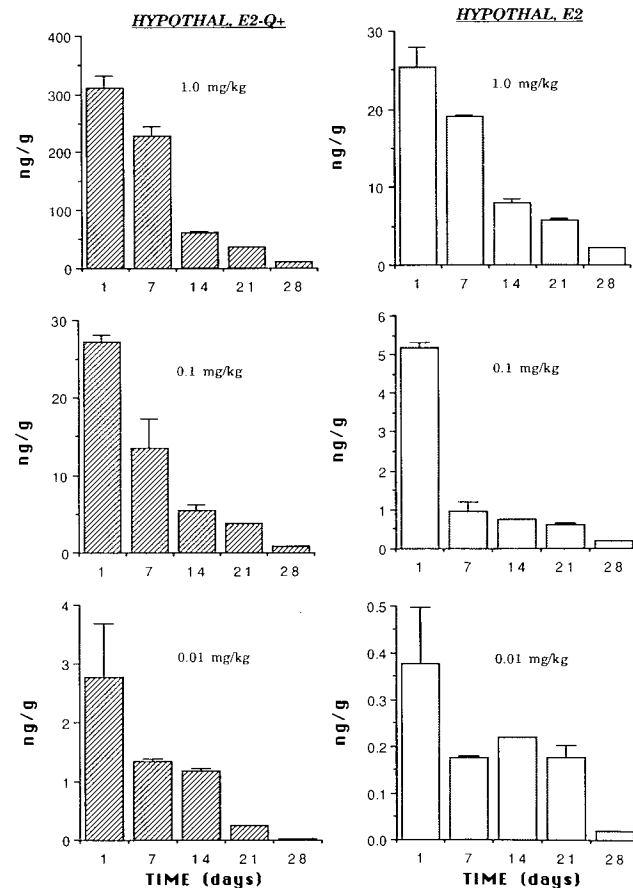 HYPOTHAL, E2-Q+
1.0 mg/kg
400
300
200
100
0
ng/g
1 7 14 21 28
HYPOTHAL, E2
1.0 mg/kg
30
20
10
0
ng/g
1 7 14 21 28
0.1 mg/kg
30
20
10
0
ng/g
1 7 14 21 28
0.1 mg/kg
6
5
4
3
2
1
0
ng/g
1 7 14 21 28
0.01 mg/kg
4
3
2
1
0
ng/g
1 7 14 21 28
TIME (days)
0.01 mg/kg
0.5
0.4
0.3
0.2
0.1
0.0
ng/g
1 7 14 21 28
TIME (days)